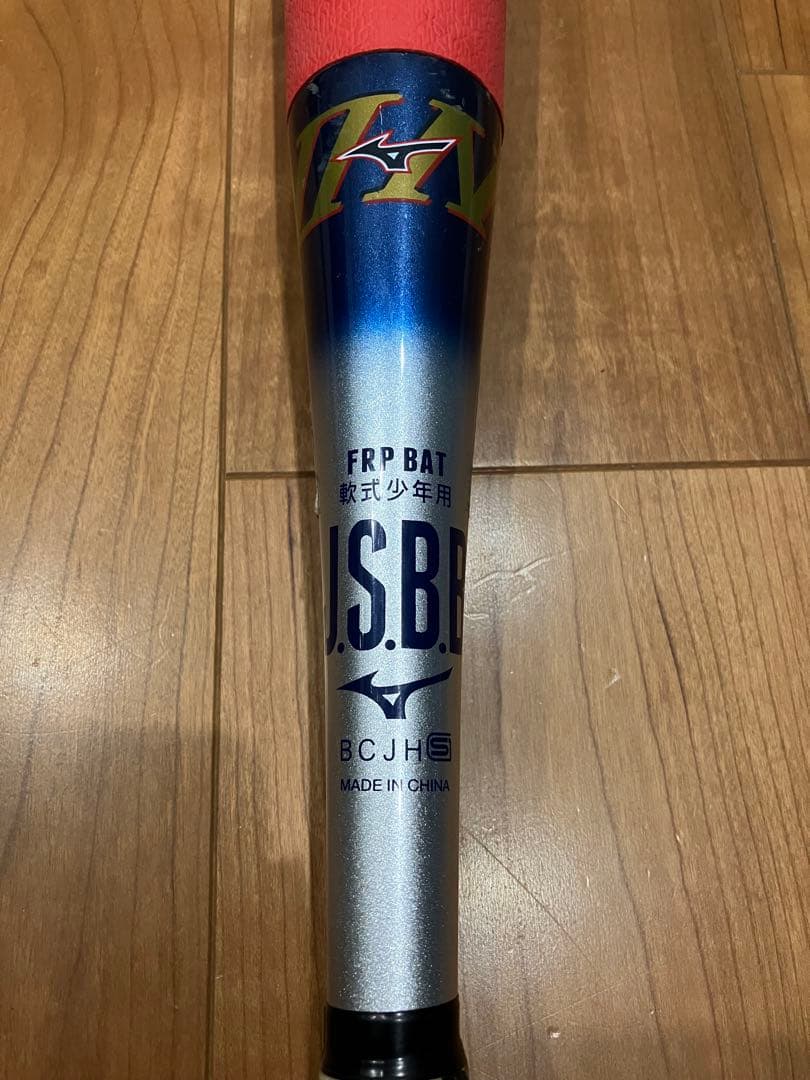 FRP BAT
軟式少年用
J.S.B.B
BCJH S
MADE IN CHINA